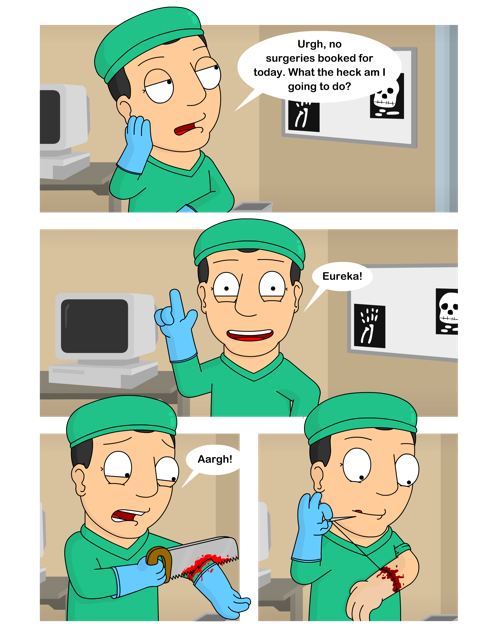 Urgh, no
surgeries booked for
today. What the heck am I
going to do?
Eureka!
Aargh!